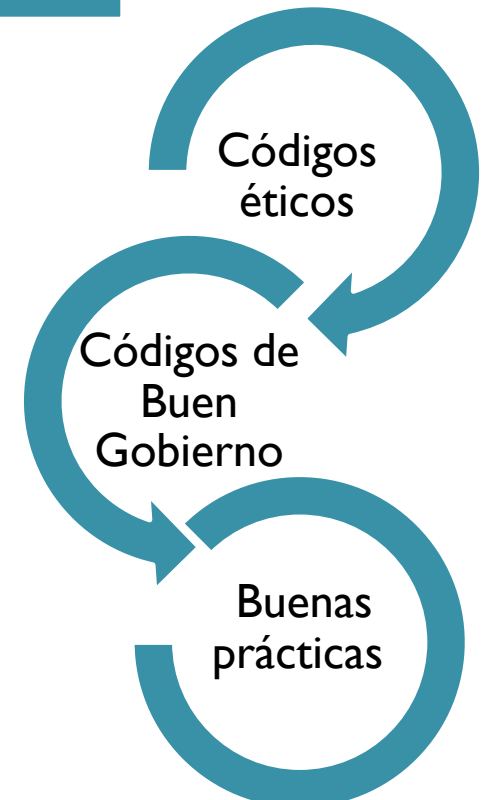 Códigos
éticos
Códigos de
Buen
Gobierno
Buenas
prácticas